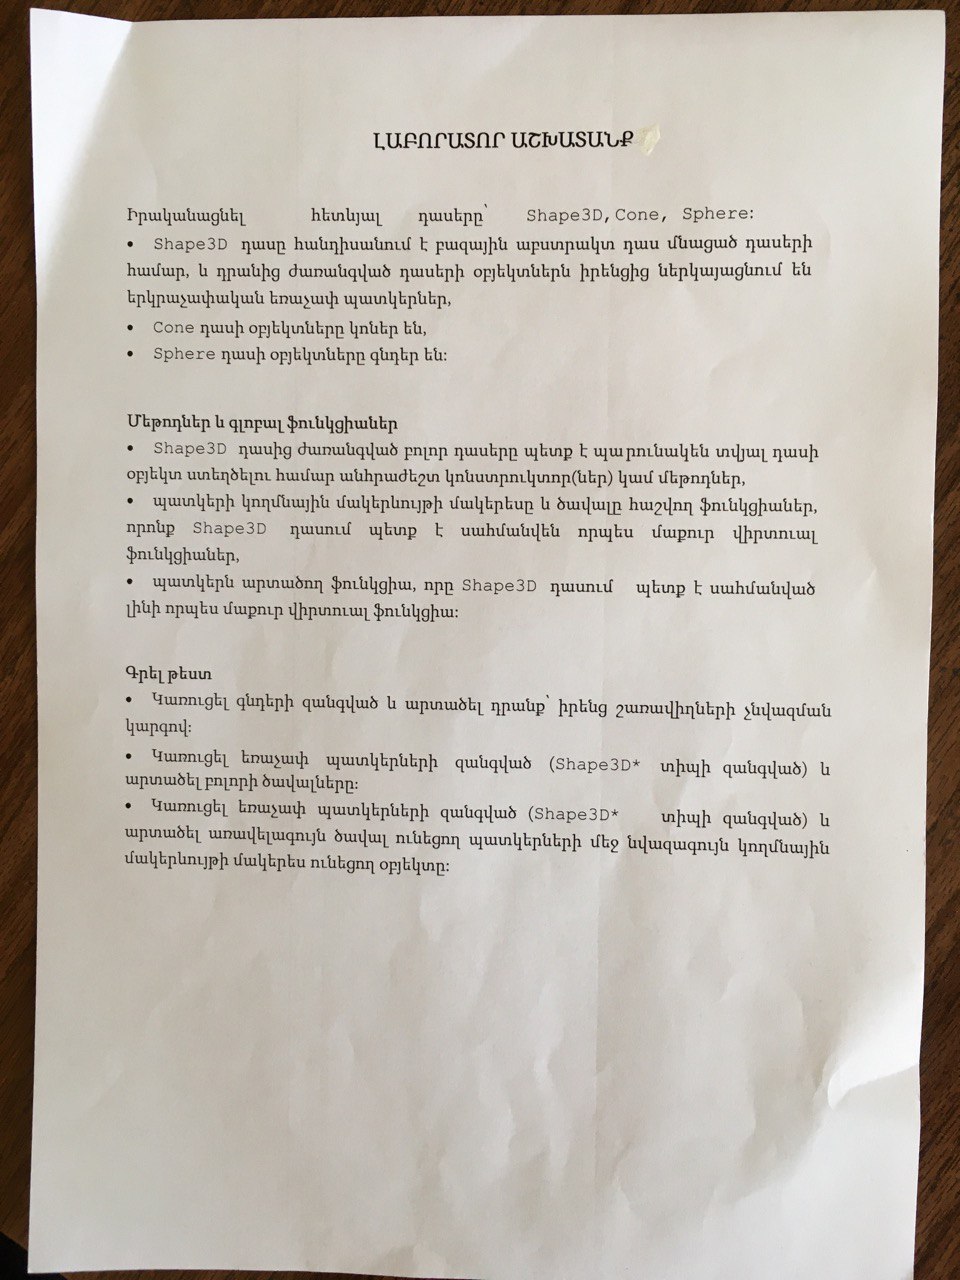 ԼԱԲՈՐԱՏՈՐ ԱՇԽԱՏԱՆՔ
Իրականացնել հետևյալ դասերը՝ Shape3D, Cone, Sphere:
• Shape3D դասը հանդիսանում է բազային աբստրակտ դաս մնացած դասերի
համար, և դրանից ժառանգված դասերի օբյեկտներն իրենցից ներկայացնում են
երկրաչափական եռաչափ պատկերներ,
• Cone դասի օբյեկտները կոներ են,
• Sphere դասի օբյեկտները գնդեր են:
Մեթոդներ և գլոբալ ֆունկցիաներ
• Shape3D դասից ժառանգված բոլոր դասերը պետք է պարունակեն տվյալ դասի
օբյեկտ ստեղծելու համար անհրաժեշտ կոնստրուկտոր(ներ) կամ մեթոդներ,
• պատկերի կողմնային մակերևույթի մակերեսը և ծավալը հաշվող ֆունկցիաներ,
որոնք Shape3D դասում պետք է սահմանվեն որպես մաքուր վիրտուալ
ֆունկցիաներ,
• պատկերն արտածող ֆունկցիա, որը Shape3D դասում պետք է սահմանված
լինի որպես մաքուր վիրտուալ ֆունկցիա:
Գրել թեստ
• Կառուցել գնդերի զանգված և արտածել դրանք՝ իրենց շառավիղների չնվազման
կարգով:
• Կառուցել եռաչափ պատկերների զանգված (Shape3D* տիպի զանգված) և
արտածել բոլորի ծավալները:
• Կառուցել եռաչափ պատկերների զանգված (Shape3D* տիպի զանգված) և
արտածել առավելագույն ծավալ ունեցող պատկերների մեջ նվազագույն կողմնային
մակերևույթի մակերես ունեցող օբյեկտը: